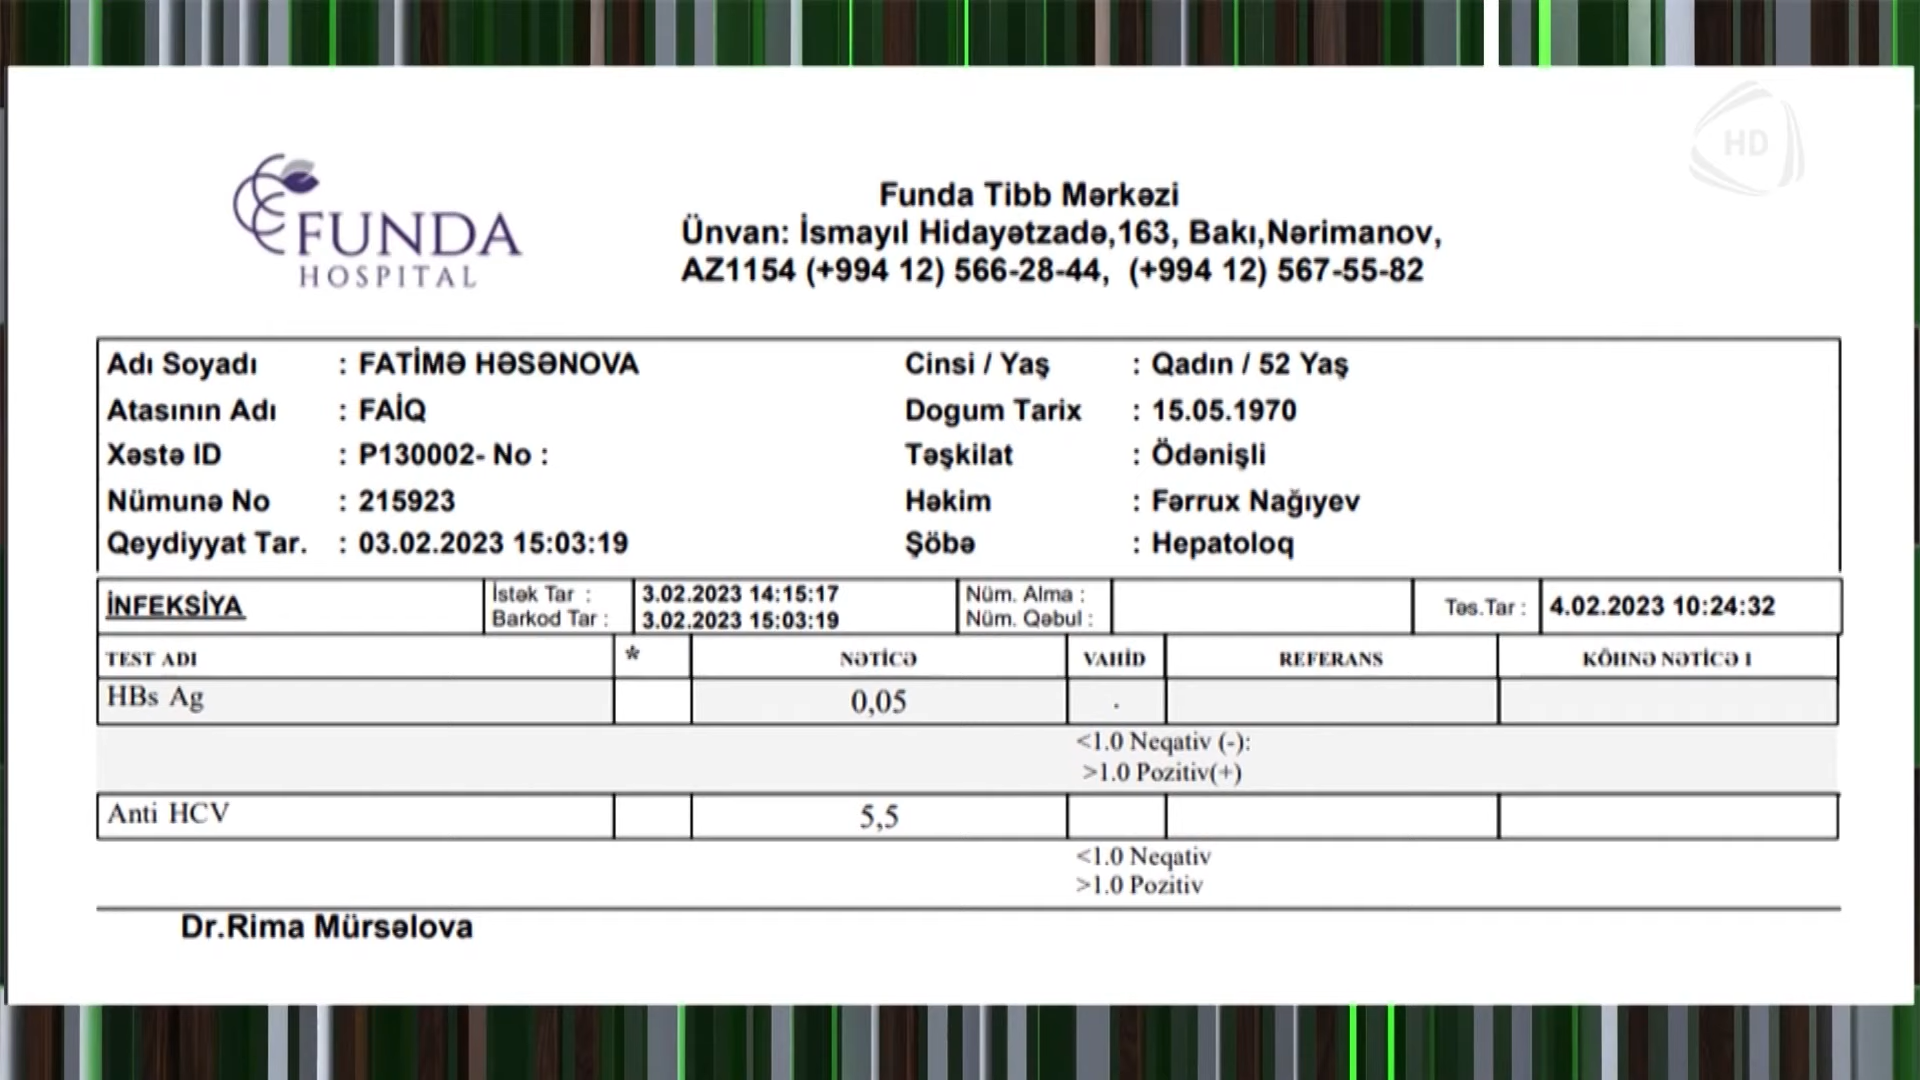 HD
FUNDA
HOSPITAL
Funda Tibb Mərkəzi
Ünvan: İsmayıl Hidayətzadə,163, Bakı,Nərimanov,
AZ1154 (+994 12) 566-28-44, (+994 12) 567-55-82
Adı Soyadı : FATİMƏ HƏSƏNOVA Cinsi / Yaş : Qadın / 52 Yaş
Atasının Adı : FAİQ Dogum Tarix : 15.05.1970
Xəstə ID : P130002- No : Təşkilat : Ödənişli
Nümunə No : 215923 Həkim : Fərrux Nağıyev
Qeydiyyat Tar. : 03.02.2023 15:03:19 Şöbə : Hepatoloq
İNFEKSİYA İstək Tar : 3.02.2023 14:15:17 Núm. Alma : Təs.Tar : 4.02.2023 10:24:32
Barkod Tar : 3.02.2023 15:03:19 Núm. Qəbul :
TEST ADI * NƏTİCƏ VAHİD REFERANS KÖHNƏ NƏTİCƏ 1
HBs Ag 0,05 .
<1.0 Neqativ (-):
>1.0 Pozitiv(+)
Anti HCV 5,5
<1.0 Neqativ
>1.0 Pozitiv
Dr.Rima Mürsəlova